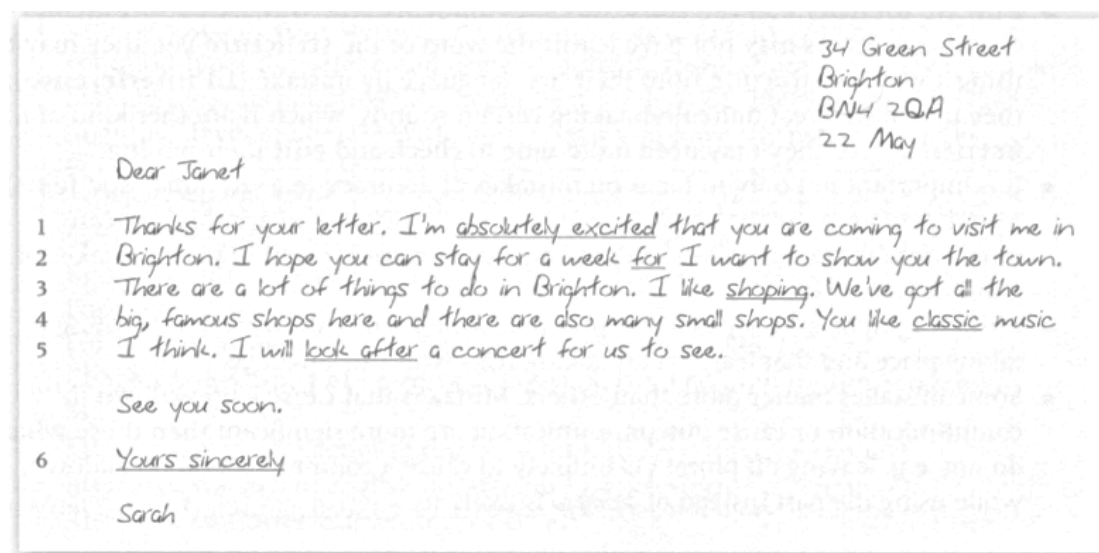 34 Green Street
Brighton
BN4 2QA
22 May
Dear Janet
1 Thanks for your letter. I'm absolutely excited that you are coming to visit me in
2 Brighton. I hope you can stay for a week for I want to show you the town.
3 There are a lot of things to do in Brighton. I like shoping. We've got all the
4 big, famous shops here and there are also many small shops. You like classic music
5 I think. I will look after a concert for us to see.
See you soon.
6 Yours sincerely
Sarah